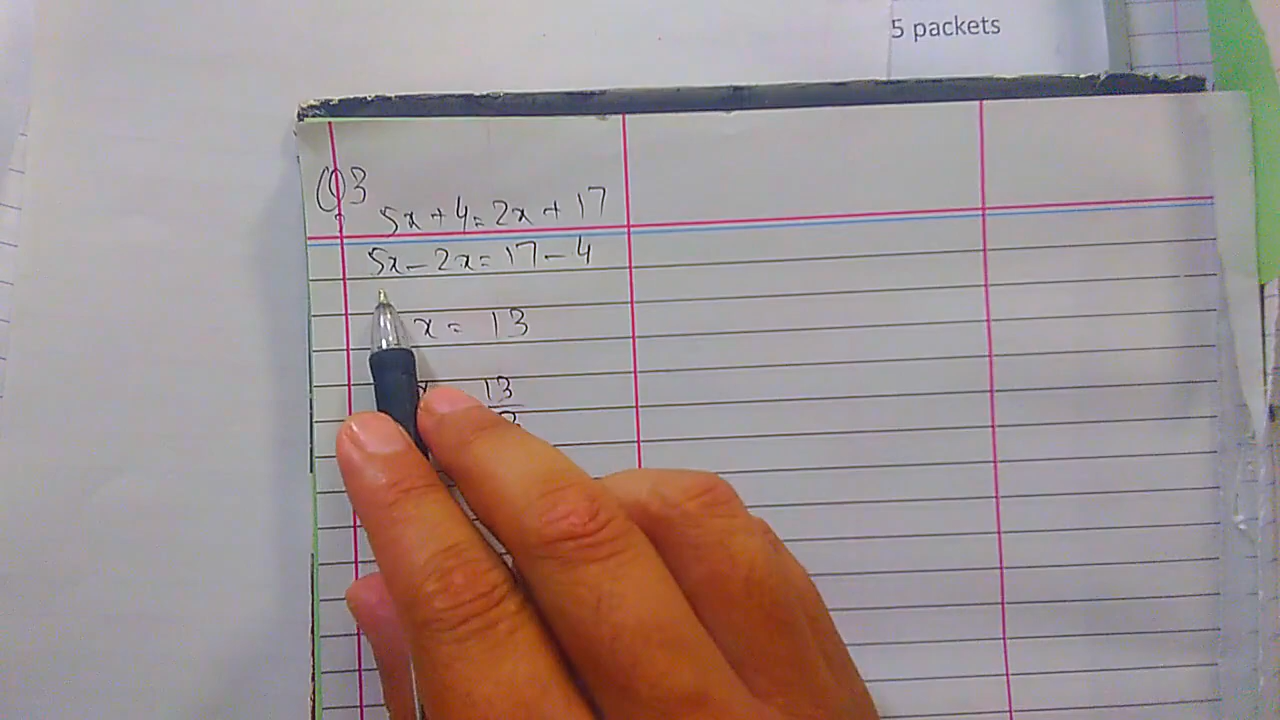 5 packets
Q3
5x + 4 = 2x + 17
5x - 2x = 17 - 4
x = 13
13